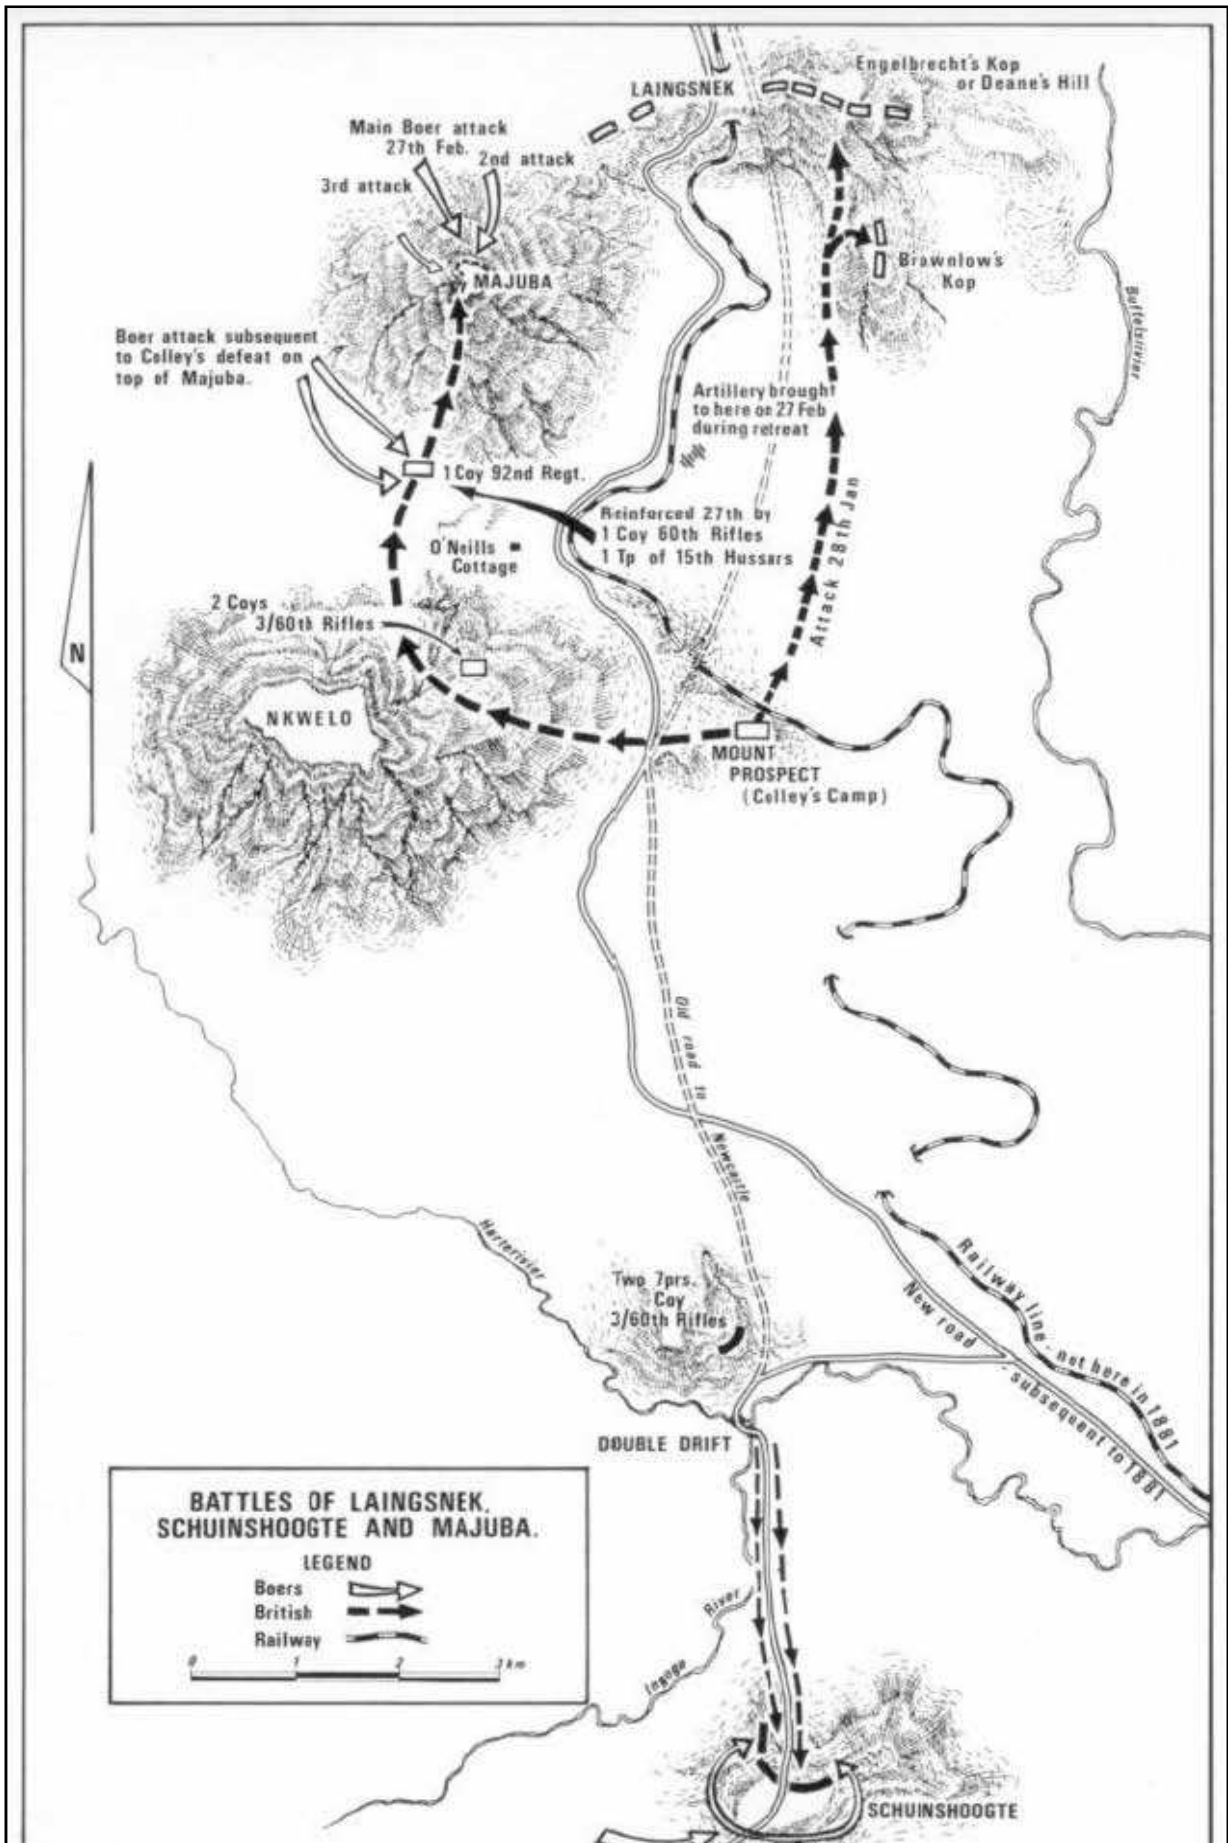 Engelbrecht's Kop
or Deane's Hill
LAINGSNEK
Main Boer attack
27th Feb.
2nd attack
3rd attack
MAJUBA
Brownlow's
Kop
Buffelsrivier
Boer attack subsequent
to Colley's defeat on
top of Majuba.
Artillery brought
to here on 27 Feb
during retreat
1 Coy 92nd Regt.
Reinforced 27th by
1 Coy 60th Rifles
1 Tp of 15th Hussars
O'Neills
Cottage
Attack 28th Jan
2 Coys
3/60th Rifles
N
NKWELO
MOUNT
PROSPECT
(Colley's Camp)
Old road to
Newcastle
Harterivier
Two 7prs.
Coy
3/60th Rifles
Railway line - not here in 1881
New road - subsequent to 1881
DOUBLE DRIFT
BATTLES OF LAINGSNEK,
SCHUINSHOOGTE AND MAJUBA.
LEGEND
Boers
British
Railway
0 1 2 3 km
Ingogo River
SCHUINSHOOGTE